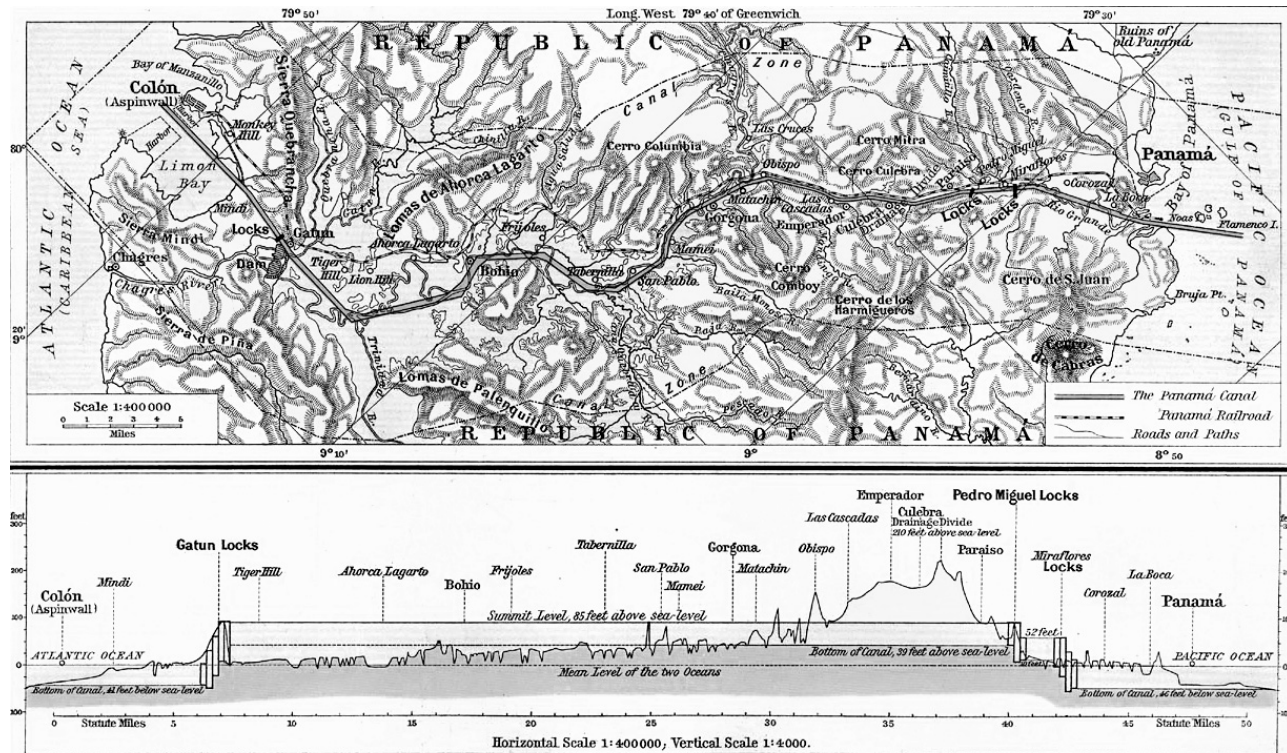 79° 50'
Long. West 79° 40' of Greenwich
79° 30'
REPUBLIC OF PANAMÁ
Ruins of
old Panamá
Zone
Canal
Bay of Manzanillo
Colón
(Aspinwall)
Harbor
Monkey
Hill
Sierra Quebrancha
Limon
Bay
ATLANTIC OCEAN
(CARIBBEAN SEA)
80°
Mindi
Sierra Mindi
Locks
Gatun
Dam
Chagres
Chagres River
Sierra de Piña
9° 20'
Lomas de Ahorca Lagarto
Ahorca Lagarto
Tiger
Hill
Lion Hill
Trinidad R.
Bohio
Frijoles
Tabernilla
San Pablo
Mamei
Gorgona
Matachin
Obispo
Las Cruces
Cerro Columbia
Cerro Mitra
Cerro Culebra
Las
Cascadas
Emperador
Culebra
Drainage
Divide
Paraiso
Pedro Miguel
Miraflores
Locks
Locks
Corozal
La Boca
Rio Grande
Panamá
Bay of Panamá
Naos
Flamenco I.
PACIFIC OCEAN
(GULF OF PANAMÁ)
Bruja Pt.
Cerro
Comboy
Cerro de los
Harmigueros
Cerro de S. Juan
Cerro
de Cabras
Baila Monos R.
Lomas de Palenquilo
Canal
Zone
REPUBLIC OF PANAMÁ
Scale 1:400000
0 1 2 3 4 5
Miles
The Panamá Canal
Panamá Railroad
Roads and Paths
9° 10'
9°
8° 50
feet
300
200
100
0
100
Emperador
Pedro Miguel Locks
Culebra
Las Cascadas
Drainage Divide
210 feet above sea-level
Gatun Locks
Tabernilla
Gorgona
Obispo
Paraiso
Miraflores
Locks
Mindi
Tiger Hill
Ahorca Lagarto
Frijoles
San Pablo
Matachin
La Boca
Colón
(Aspinwall)
Bohio
Mamei
Corozal
Panamá
Summit Level, 85 feet above sea-level
52 feet
ATLANTIC OCEAN
Bottom of Canal, 39 feet above sea-level
PACIFIC OCEAN
Mean Level of the two Oceans
Bottom of Canal, 41 feet below sea-level
Bottom of Canal, 46 feet below sea-level
0 Statute Miles 5 10 15 20 25 30 35 40 45 Statute Miles 50
Horizontal Scale 1:400000, Vertical Scale 1:4000.